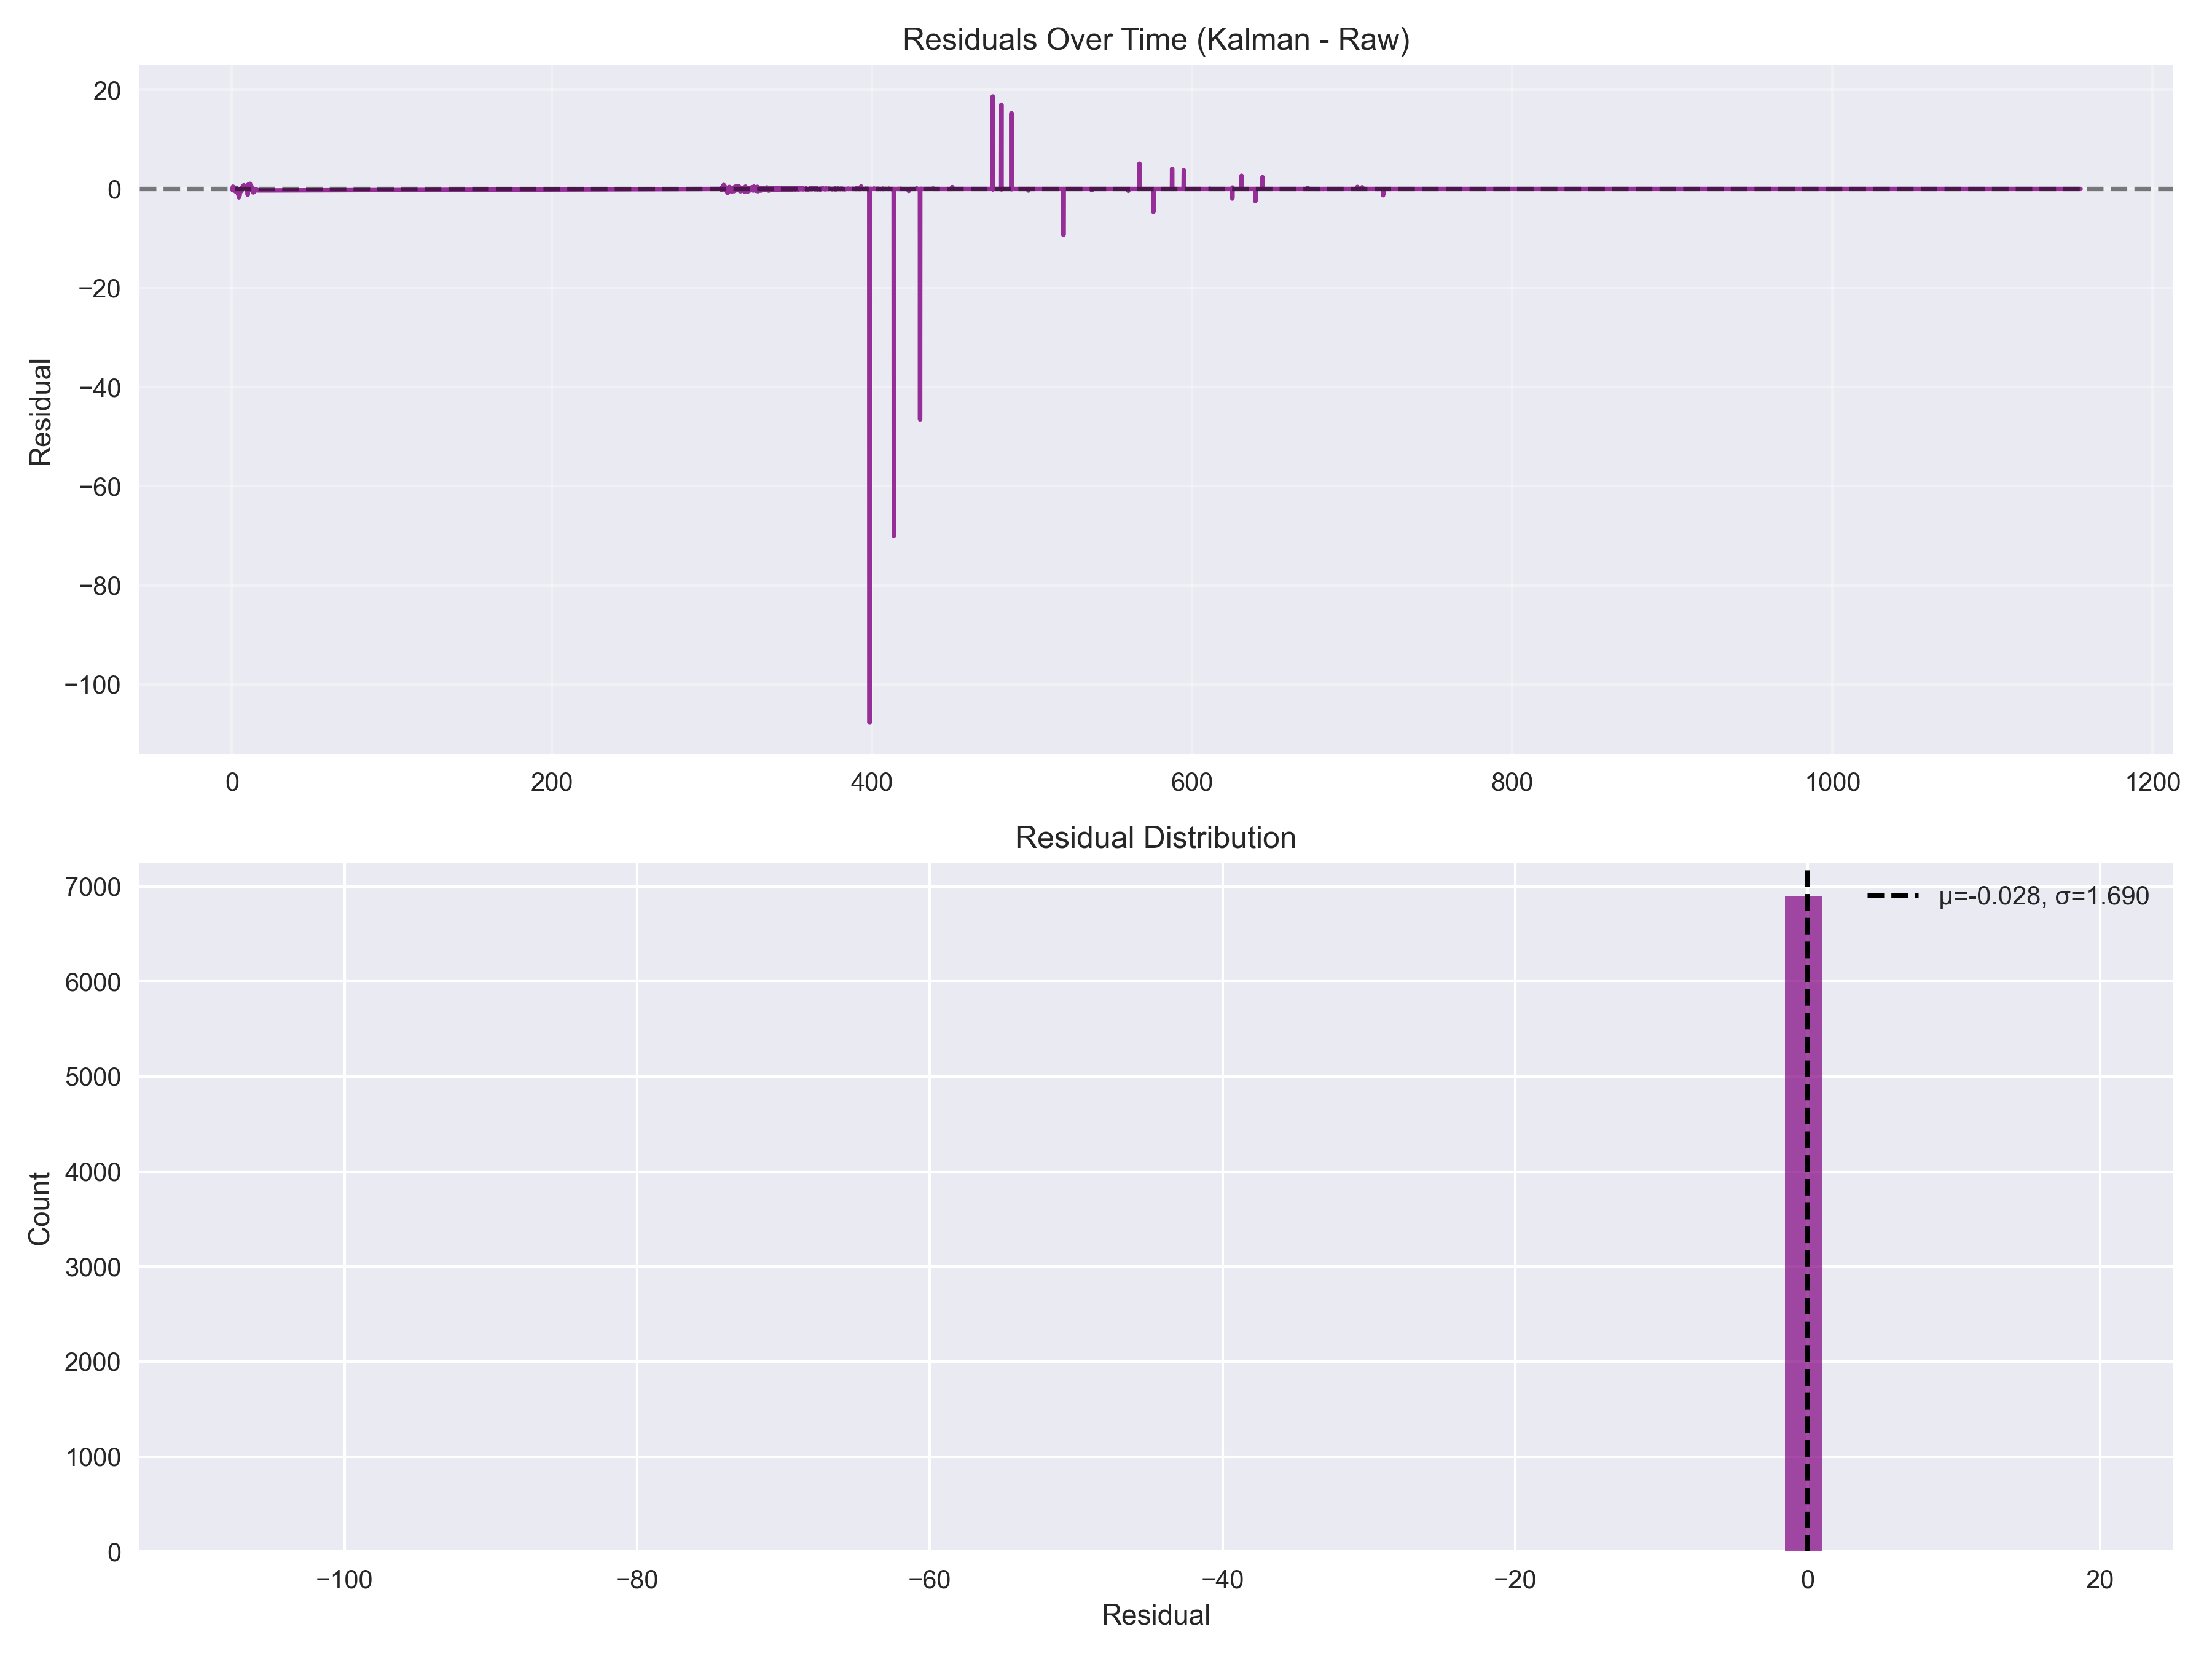 Residuals Over Time (Kalman - Raw)
20
0
−20
−40
−60
−80
−100
Residual
0 200 400 600 800 1000 1200
Residual Distribution
7000
6000
5000
4000
3000
2000
1000
0
Count
μ=-0.028, σ=1.690
−100 −80 −60 −40 −20 0 20
Residual